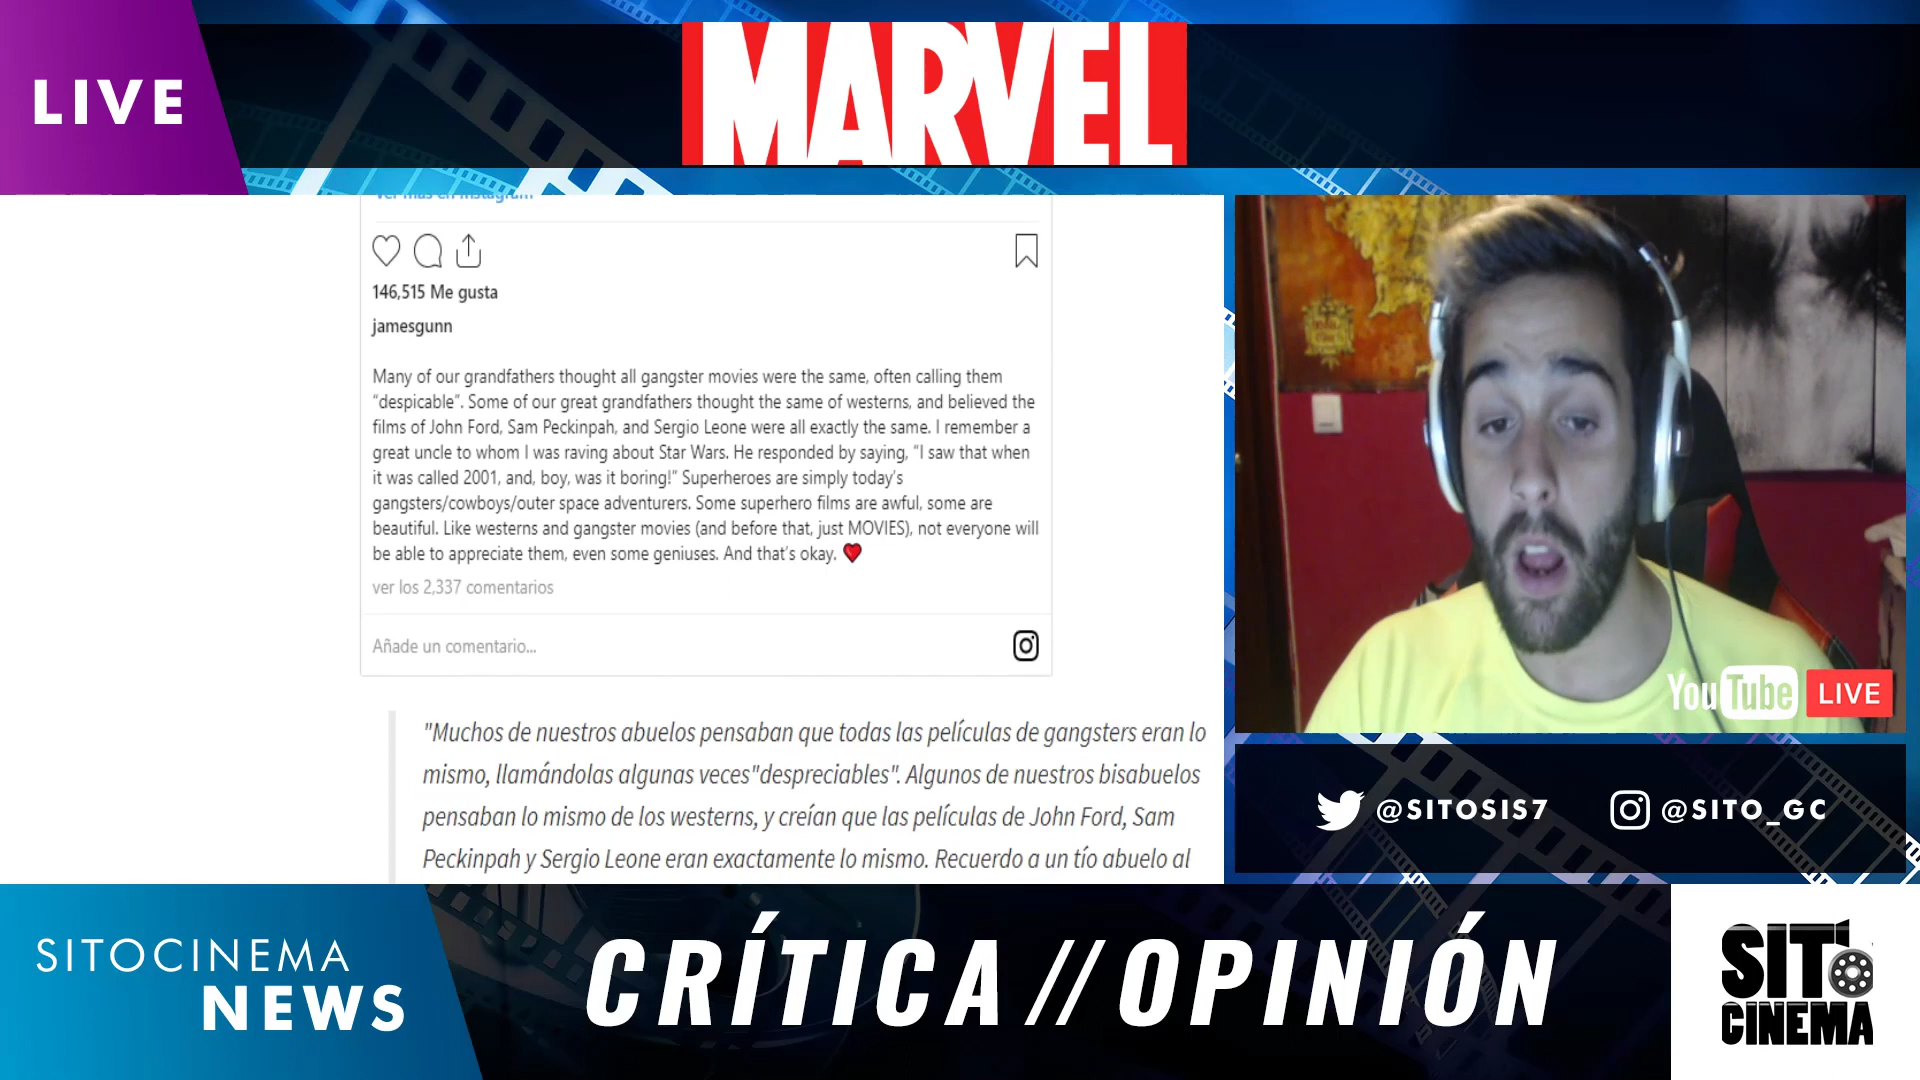 LIVE
MARVEL
Ver más en Instagram
146,515 Me gusta
jamesgunn
Many of our grandfathers thought all gangster movies were the same, often calling them
“despicable”. Some of our great grandfathers thought the same of westerns, and believed the
films of John Ford, Sam Peckinpah, and Sergio Leone were all exactly the same. I remember a
great uncle to whom I was raving about Star Wars. He responded by saying, “I saw that when
it was called 2001, and, boy, was it boring!” Superheroes are simply today’s
gangsters/cowboys/outer space adventurers. Some superhero films are awful, some are
beautiful. Like westerns and gangster movies (and before that, just MOVIES), not everyone will
be able to appreciate them, even some geniuses. And that’s okay. ❤️
ver los 2,337 comentarios
Añade un comentario...
"Muchos de nuestros abuelos pensaban que todas las películas de gangsters eran lo
mismo, llamándolas algunas veces"despreciables". Algunos de nuestros bisabuelos
pensaban lo mismo de los westerns, y creían que las películas de John Ford, Sam
Peckinpah y Sergio Leone eran exactamente lo mismo. Recuerdo a un tío abuelo al
YouTube LIVE
@SITOSIS7 @SITO_GC
SITOCINEMA
NEWS
CRÍTICA // OPINIÓN
SITO
CINEMA